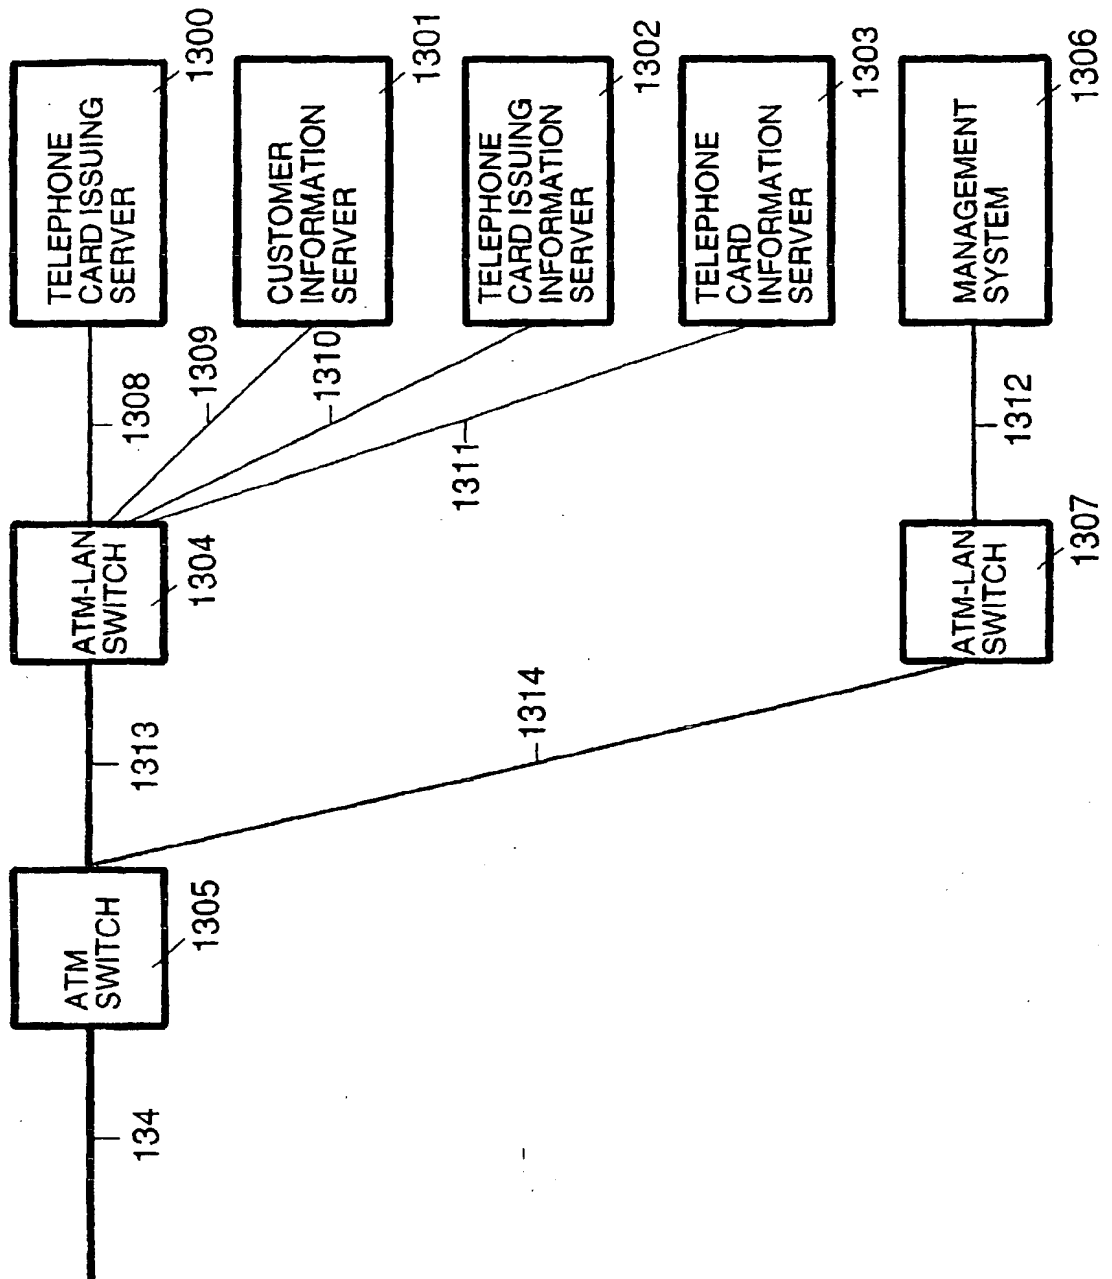 TELEPHONE
CARD ISSUING
SERVER
1300
CUSTOMER
INFORMATION
SERVER
1301
TELEPHONE
CARD ISSUING
INFORMATION
SERVER
1302
TELEPHONE
CARD
INFORMATION
SERVER
1303
MANAGEMENT
SYSTEM
1306
1308
1309
1310
1311
1312
ATM-LAN
SWITCH
1304
ATM-LAN
SWITCH
1307
1313
1314
ATM
SWITCH
1305
134